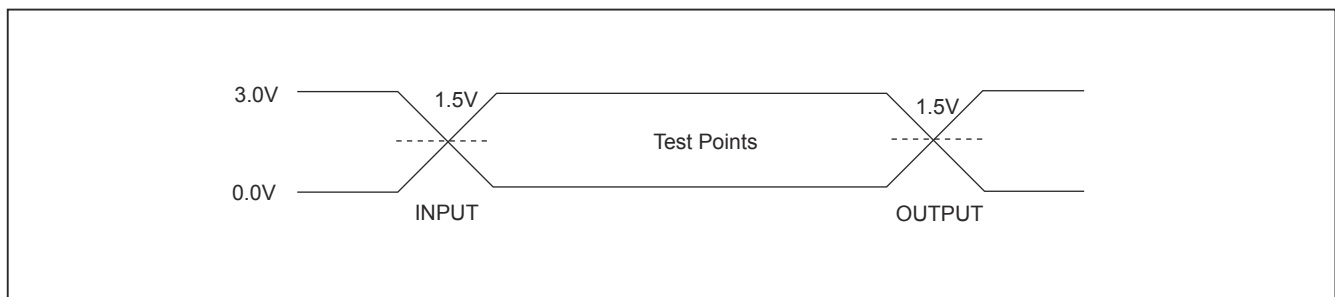 3.0V
1.5V
1.5V
Test Points
0.0V
INPUT
OUTPUT